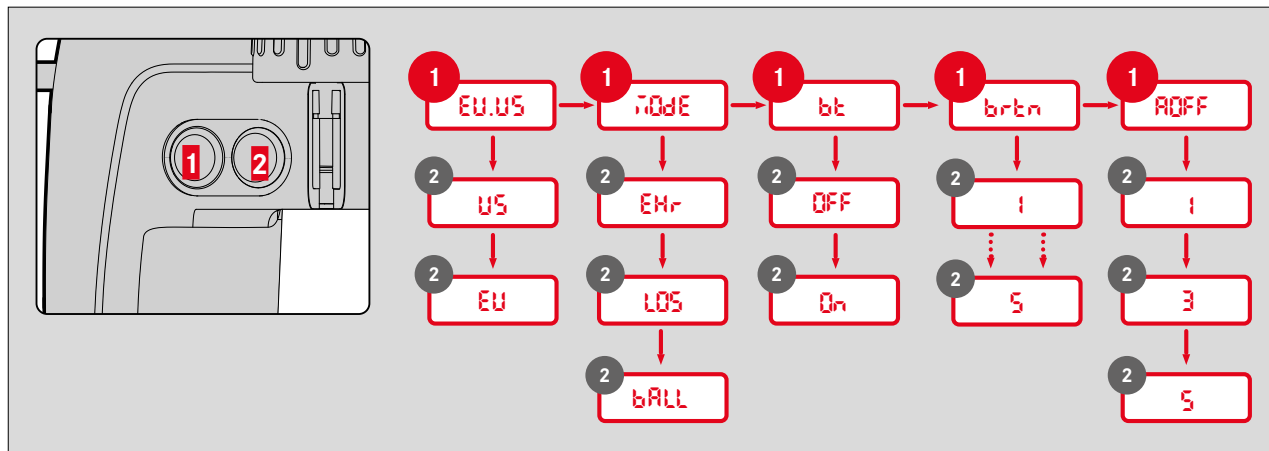 1 2
1 1 1 1 1
EU.US MOdE bt brtn AOFF
2 2 2 2 2
US EHr OFF 1 1
2 2 2 2 2
EU LOS On 5 3
2 2
bALL 5